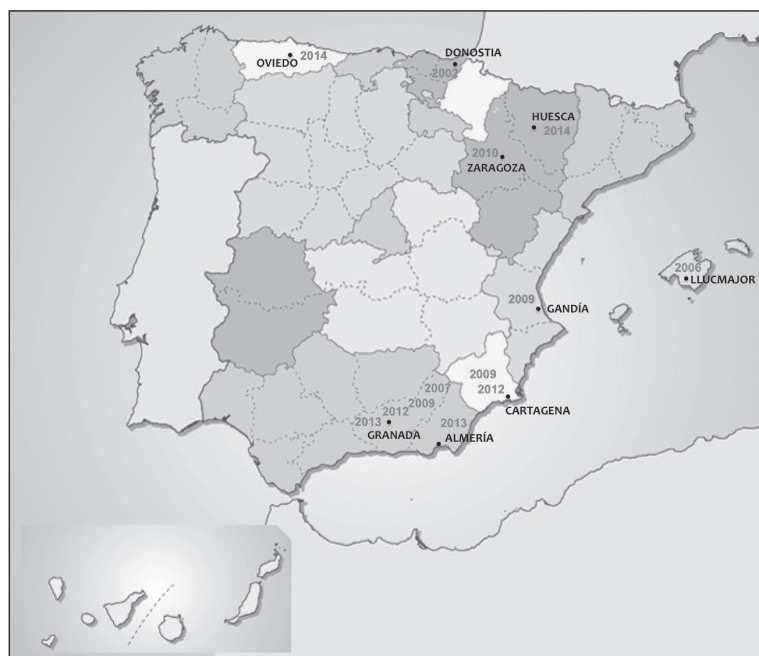 DONOSTIA
2014
OVIEDO
2002
HUESCA
2014
2010
ZARAGOZA
2006
LLUCMAJOR
2009
GANDÍA
2009
2007
2012
CARTAGENA
2009
2012
2013
2013
GRANADA
ALMERÍA